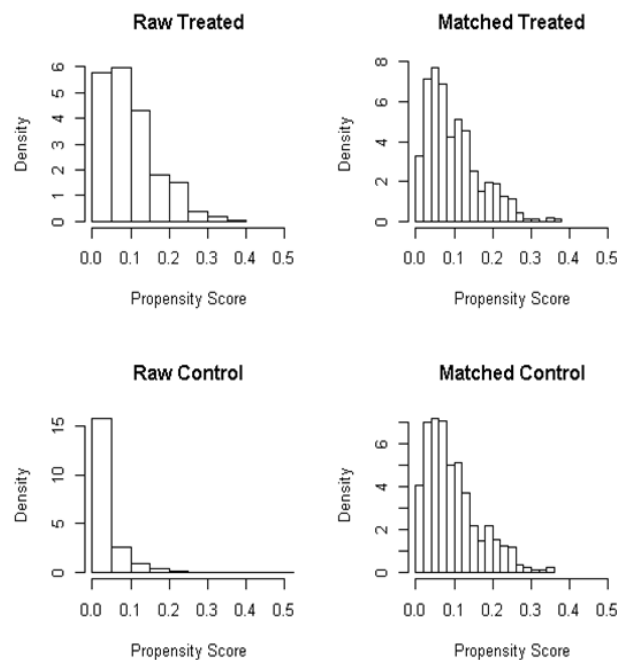 Raw Treated
Density
0 1 2 3 4 5 6
0.0 0.1 0.2 0.3 0.4 0.5
Propensity Score
Matched Treated
Density
0 2 4 6 8
0.0 0.1 0.2 0.3 0.4 0.5
Propensity Score
Raw Control
Density
0 5 10 15
0.0 0.1 0.2 0.3 0.4 0.5
Propensity Score
Matched Control
Density
0 2 4 6
0.0 0.1 0.2 0.3 0.4 0.5
Propensity Score